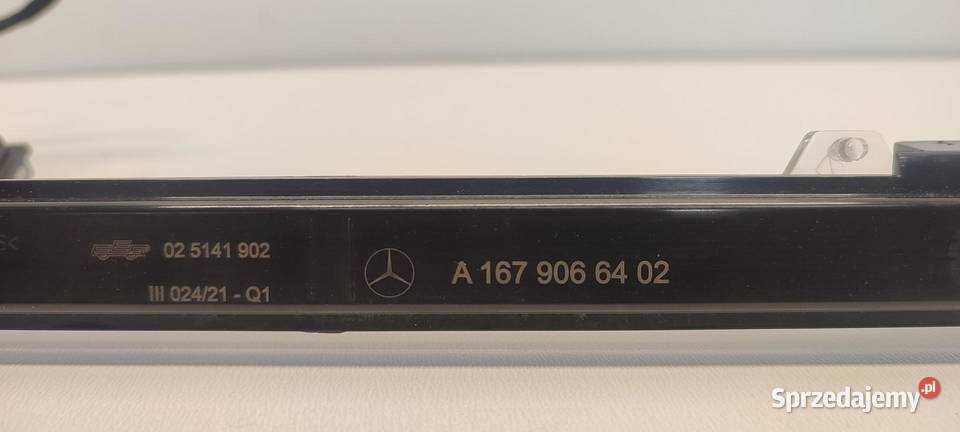 02 5141 902
III 024/21 - Q1
A 167 906 64 02
Sprzedajemy.pl